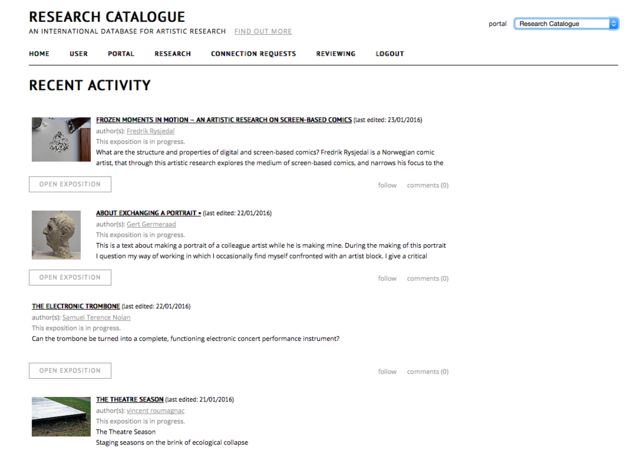 RESEARCH CATALOGUE
AN INTERNATIONAL DATABASE FOR ARTISTIC RESEARCH FIND OUT MORE
portal Research Catalogue
HOME USER PORTAL RESEARCH CONNECTION REQUESTS REVIEWING LOGOUT
RECENT ACTIVITY
FROZEN MOMENTS IN MOTION – AN ARTISTIC RESEARCH ON SCREEN-BASED COMICS (last edited: 23/01/2016)
author(s): Fredrik Rysjedal
This exposition is in progress.
What are the structure and properties of digital and screen-based comics? Fredrik Rysjedal is a Norwegian comic
artist, that through this artistic research explores the medium of screen-based comics, and narrows his focus to the
OPEN EXPOSITION follow comments (0)
ABOUT EXCHANGING A PORTRAIT • (last edited: 22/01/2016)
author(s): Gert Germeraad
This exposition is in progress.
This is a text about making a portrait of a colleague artist while he is making mine. During the making of this portrait
I question my way of working in which I occasionally find myself confronted with an artist block. I give a critical
OPEN EXPOSITION follow comments (0)
THE ELECTRONIC TROMBONE (last edited: 22/01/2016)
author(s): Samuel Terence Nolan
This exposition is in progress.
Can the trombone be turned into a complete, functioning electronic concert performance instrument?
OPEN EXPOSITION follow comments (0)
THE THEATRE SEASON (last edited: 21/01/2016)
author(s): vincent roumagnac
This exposition is in progress.
The Theatre Season
Staging seasons on the brink of ecological collapse